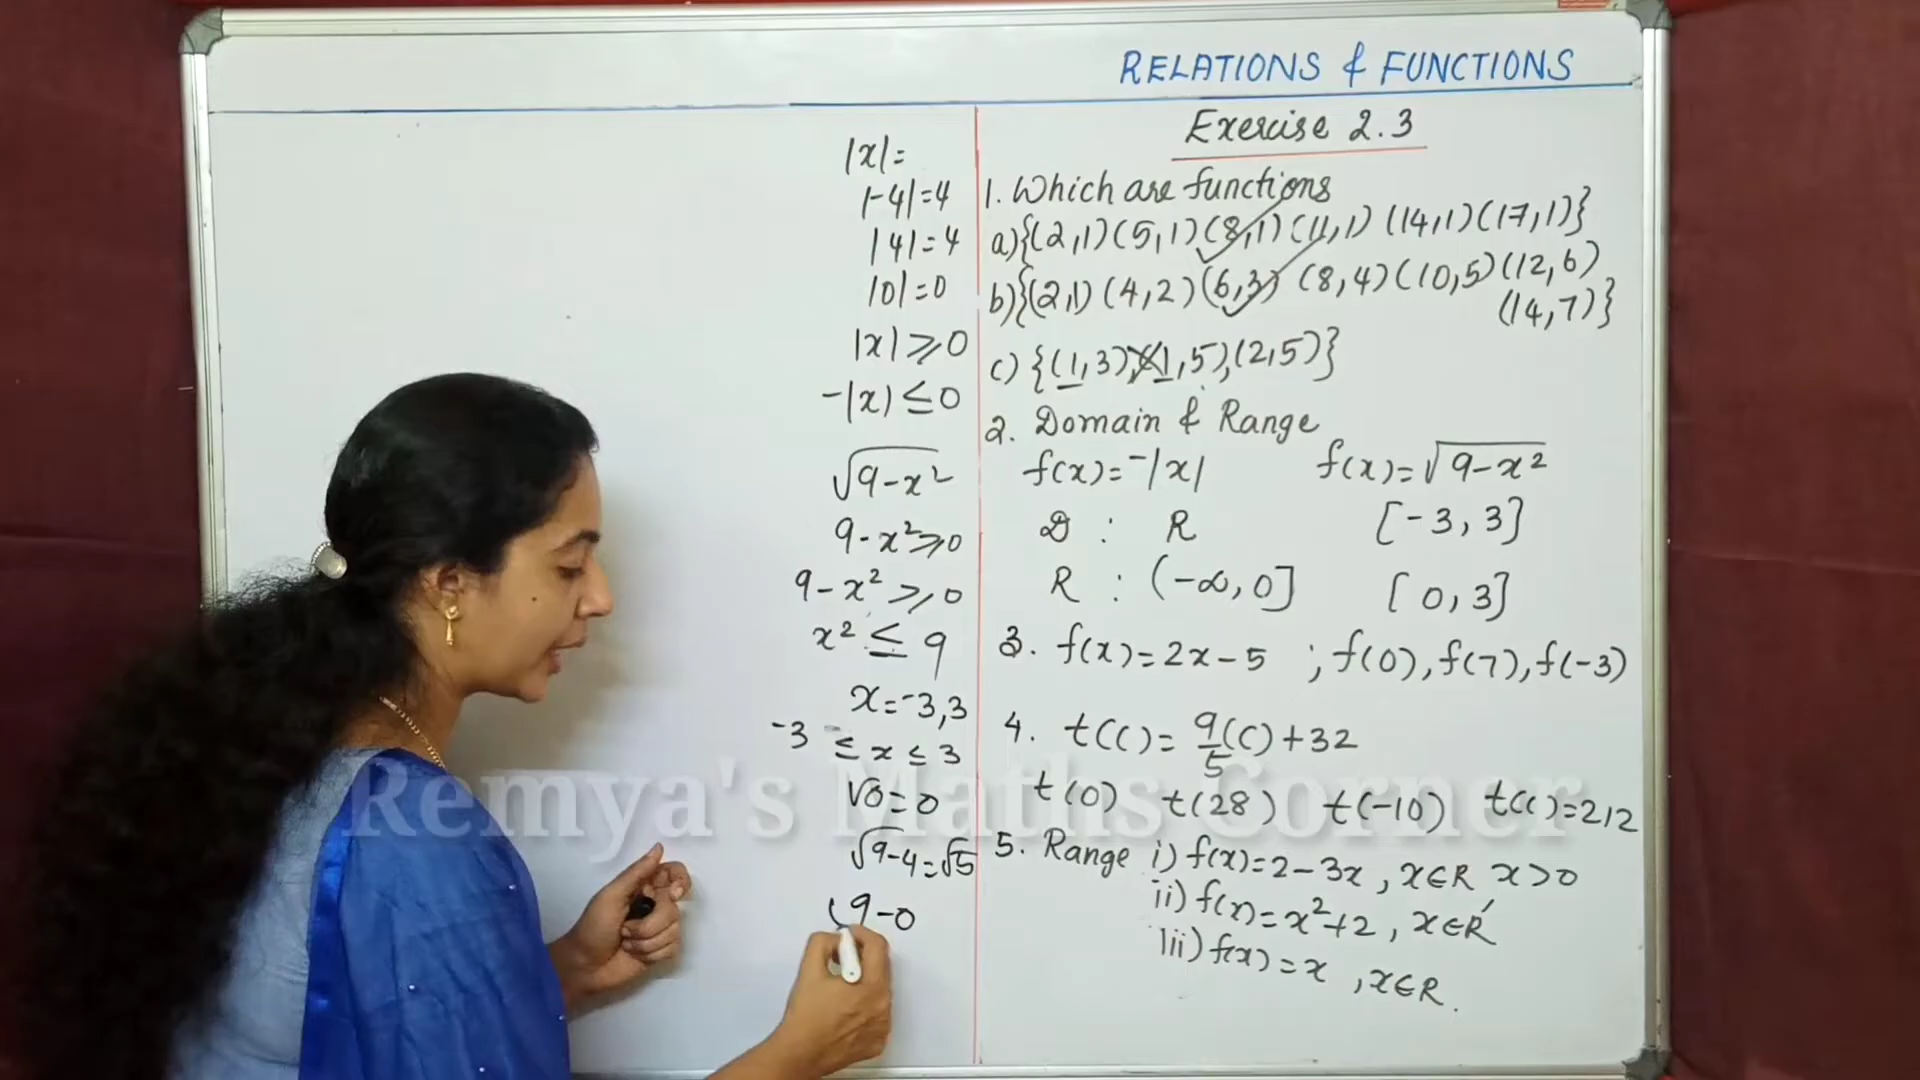 RELATIONS & FUNCTIONS
|x|=
|-4|=4
|4|=4
|0|=0
|x|⩾0
-|x)≤0
√9-x²
9-x²⩾0
9-x²⩾0
x²≤9
x=-3,3
-3 ≤ x ≤ 3
√0=0
√9-4=√5
9-0
Exercise 2.3
1. Which are functions
a){(2,1)(5,1)(8,1)(11,1)(14,1)(17,1)}
b){(2,1)(4,2)(6,3)(8,4)(10,5)(12,6)
(14,7)}
c){(1,3),(1,5),(2,5)}
2. Domain & Range
f(x)=-|x| f(x)=√9-x²
D : R [-3,3]
R : (-∞,0] [0,3]
3. f(x)=2x-5 ; f(0), f(7), f(-3)
4. t(C)= 9/5(C)+32
t(0) t(28) t(-10) t(C)=212
5. Range i) f(x)=2-3x, x∈R x>0
ii) f(x)=x²+2, x∈R
iii) f(x)=x, x∈R.
Remya's Maths Corner